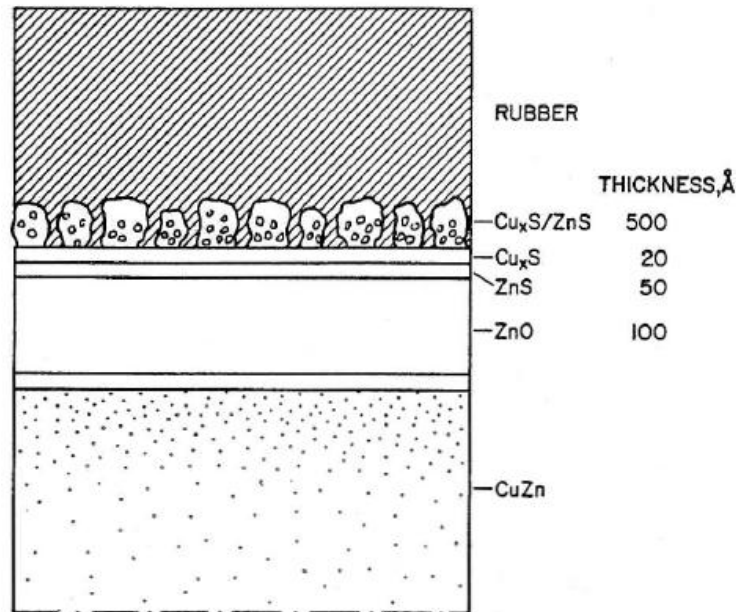 RUBBER
THICKNESS,Å
CuxS/ZnS 500
CuxS 20
ZnS 50
ZnO 100
CuZn